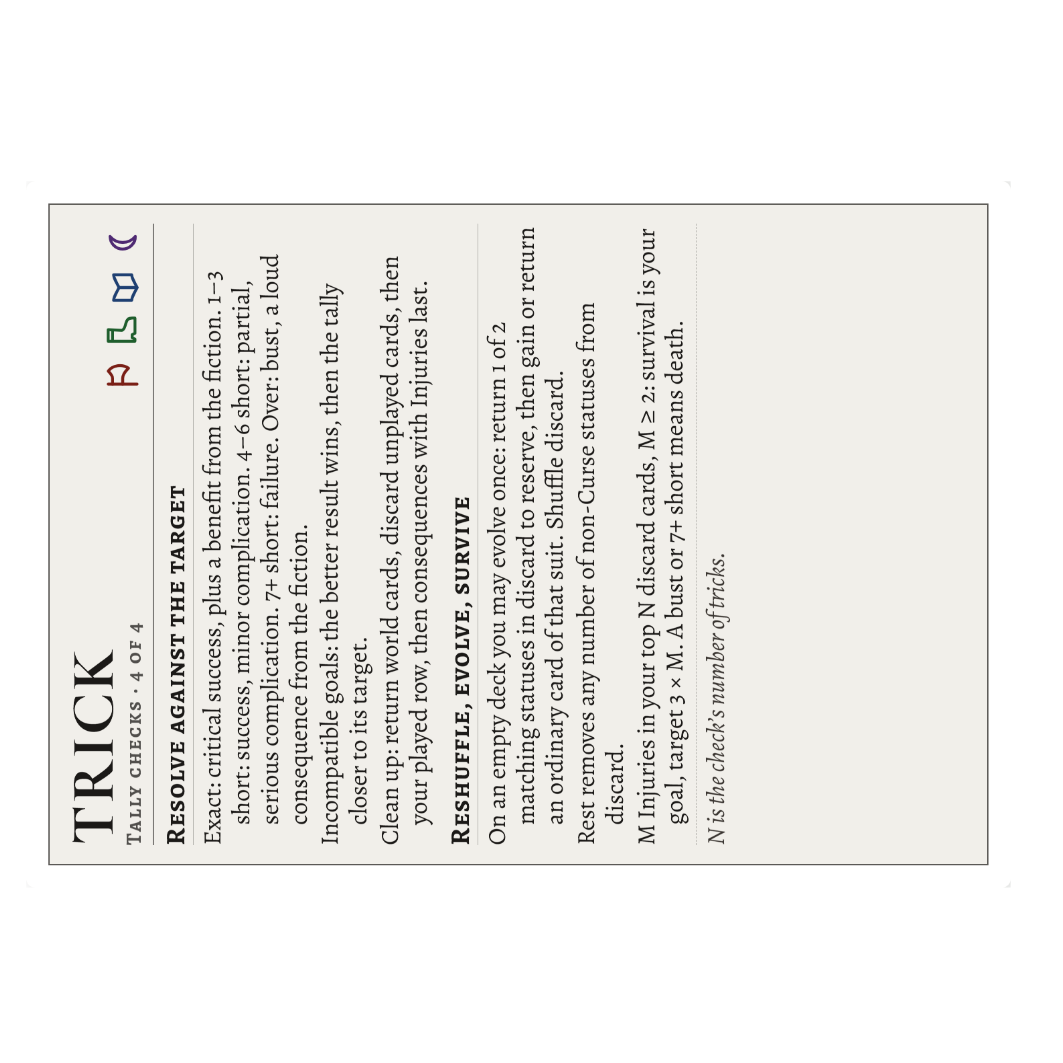 TRICK
TALLY CHECKS · 4 OF 4
RESOLVE AGAINST THE TARGET
Exact: critical success, plus a benefit from the fiction. 1–3
short: success, minor complication. 4–6 short: partial,
serious complication. 7+ short: failure. Over: bust, a loud
consequence from the fiction.
Incompatible goals: the better result wins, then the tally
closer to its target.
Clean up: return world cards, discard unplayed cards, then
your played row, then consequences with Injuries last.
RESHUFFLE, EVOLVE, SURVIVE
On an empty deck you may evolve once: return 1 of 2
matching statuses in discard to reserve, then gain or return
an ordinary card of that suit. Shuffle discard.
Rest removes any number of non-Curse statuses from
discard.
M Injuries in your top N discard cards, M ≥ 2: survival is your
goal, target 3 × M. A bust or 7+ short means death.
N is the check's number of tricks.